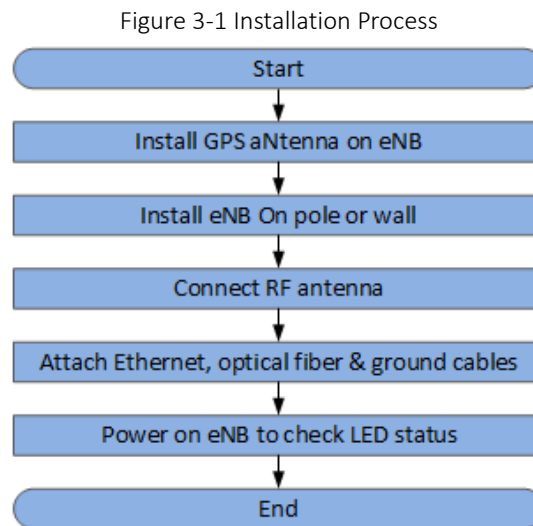 Figure 3-1 Installation Process
Start
Install GPS aNtenna on eNB
Install eNB On pole or wall
Connect RF antenna
Attach Ethernet, optical fiber & ground cables
Power on eNB to check LED status
End